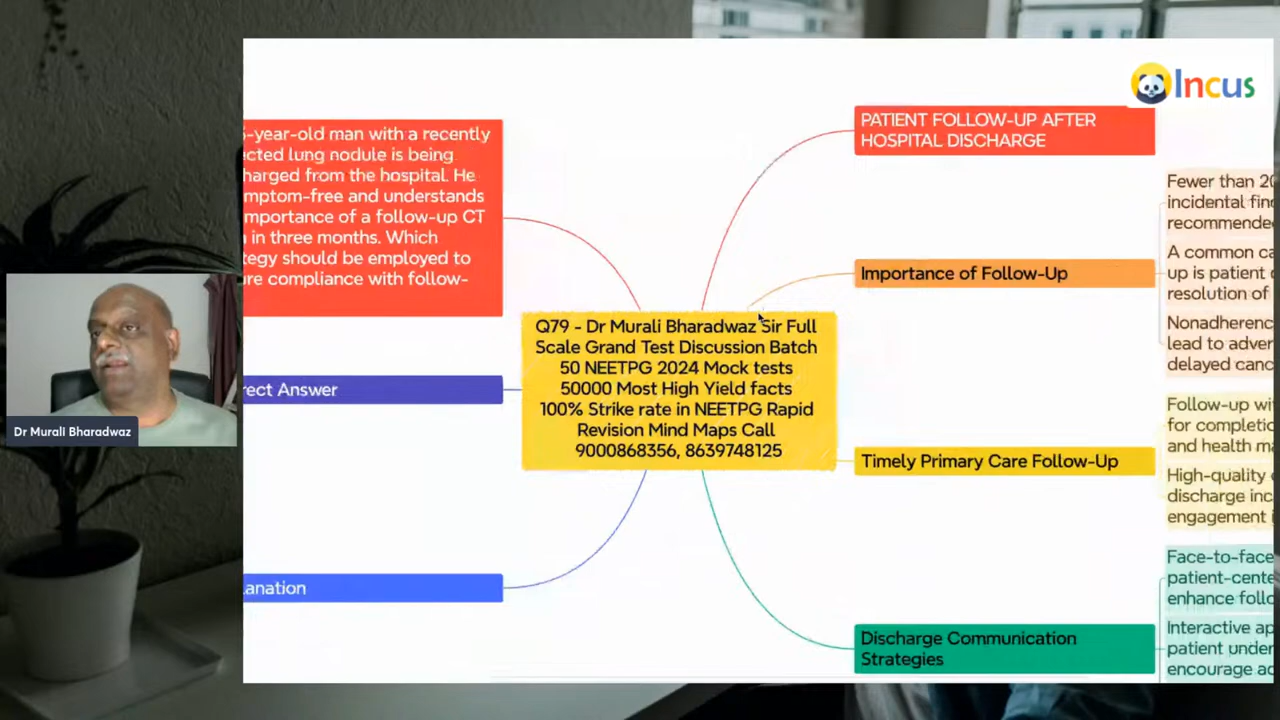 Incus
-year-old man with a recently
cted lung nodule is being
harged from the hospital. He
mptom-free and understands
mportance of a follow-up CT
in three months. Which
tegy should be employed to
re compliance with follow-
rect Answer
lanation
Q79 - Dr Murali Bharadwaz Sir Full
Scale Grand Test Discussion Batch
50 NEETPG 2024 Mock tests
50000 Most High Yield facts
100% Strike rate in NEETPG Rapid
Revision Mind Maps Call
9000868356, 8639748125
PATIENT FOLLOW-UP AFTER
HOSPITAL DISCHARGE
Importance of Follow-Up
Fewer than 20
incidental fin
recommende
A common ca
up is patient
resolution of
Nonadherenc
lead to adver
delayed canc
Timely Primary Care Follow-Up
Follow-up wi
for completio
and health ma
High-quality
discharge inc
engagement i
Discharge Communication
Strategies
Face-to-face
patient-cente
enhance follo
Interactive ap
patient under
encourage ac
Dr Murali Bharadwaz